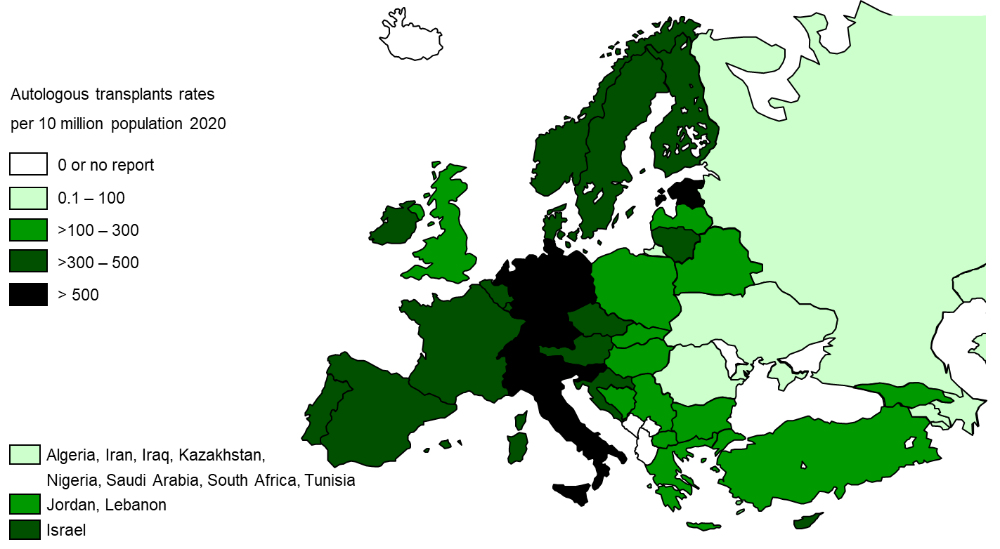 Autologous transplants rates
per 10 million population 2020
0 or no report
0.1 – 100
>100 – 300
>300 – 500
> 500
Algeria, Iran, Iraq, Kazakhstan,
Nigeria, Saudi Arabia, South Africa, Tunisia
Jordan, Lebanon
Israel